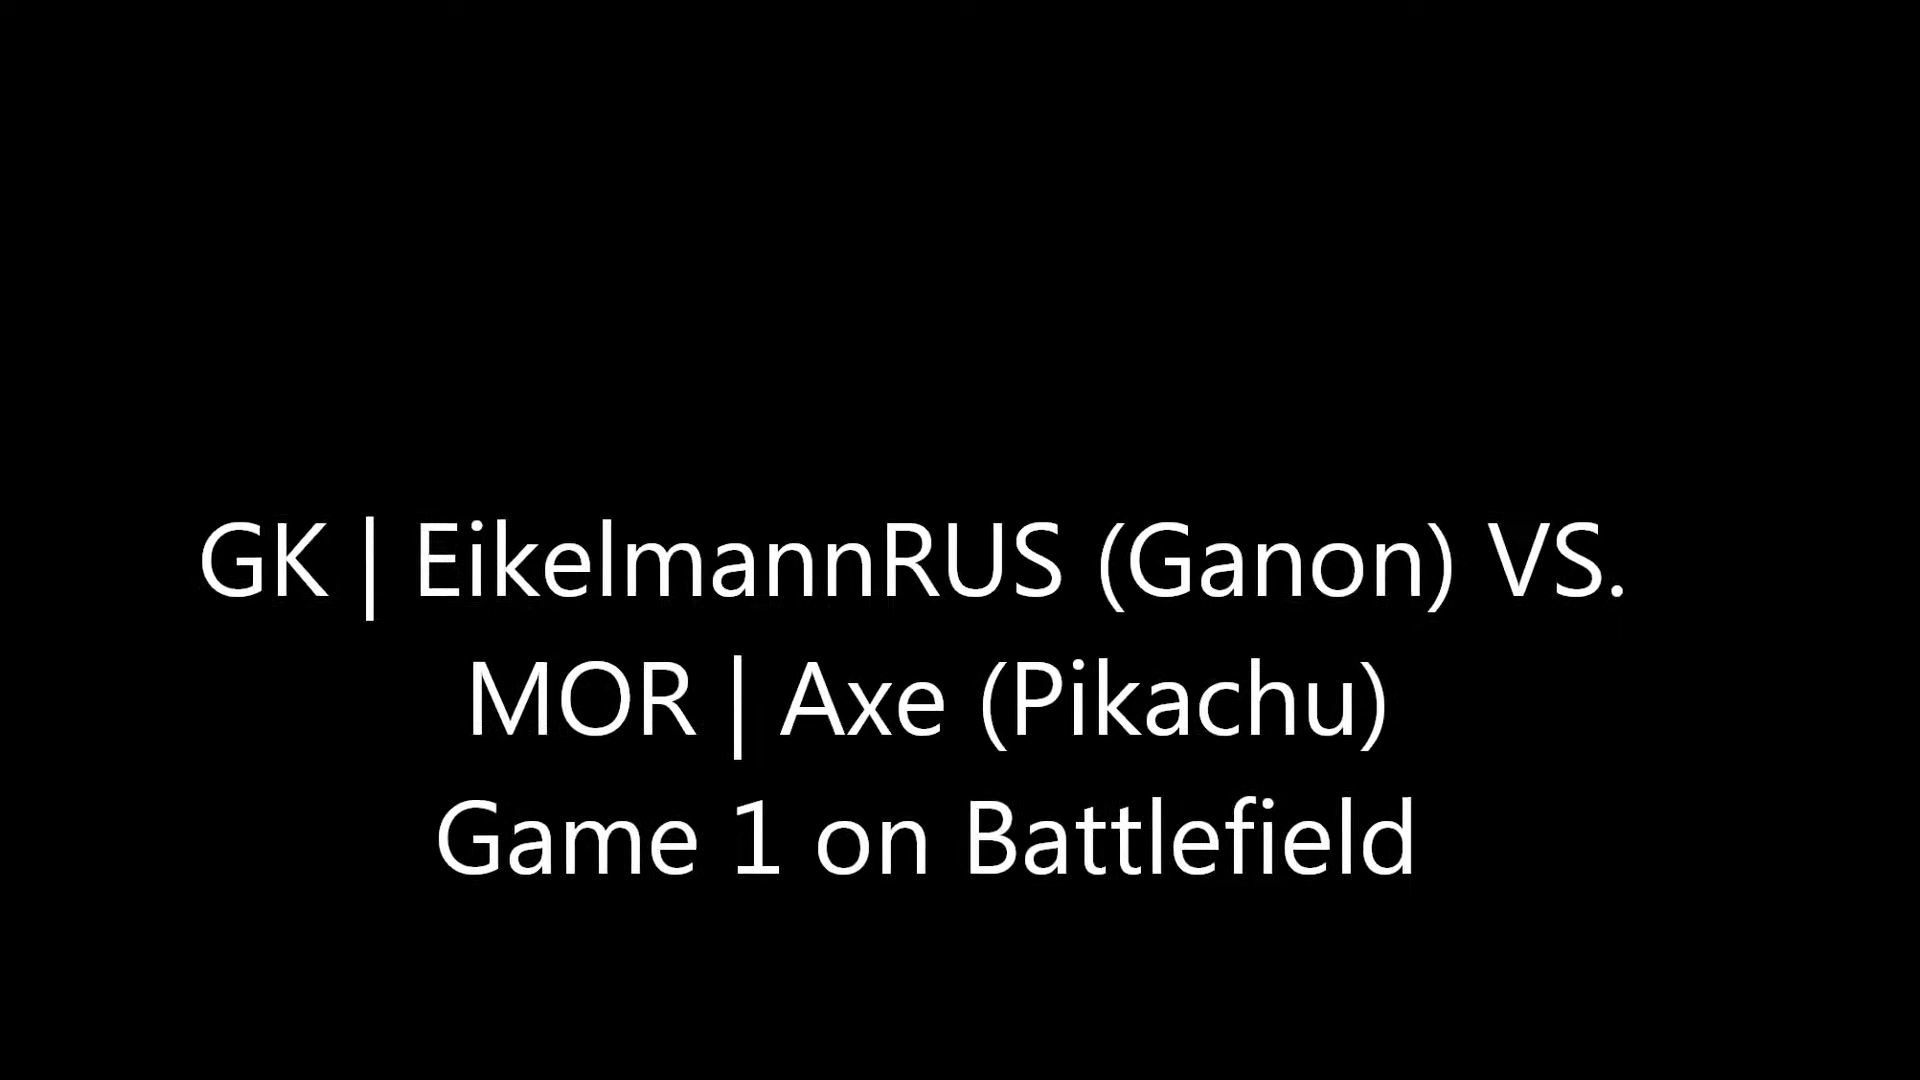 GK | EikelmannRUS (Ganon) VS.
MOR | Axe (Pikachu)
Game 1 on Battlefield